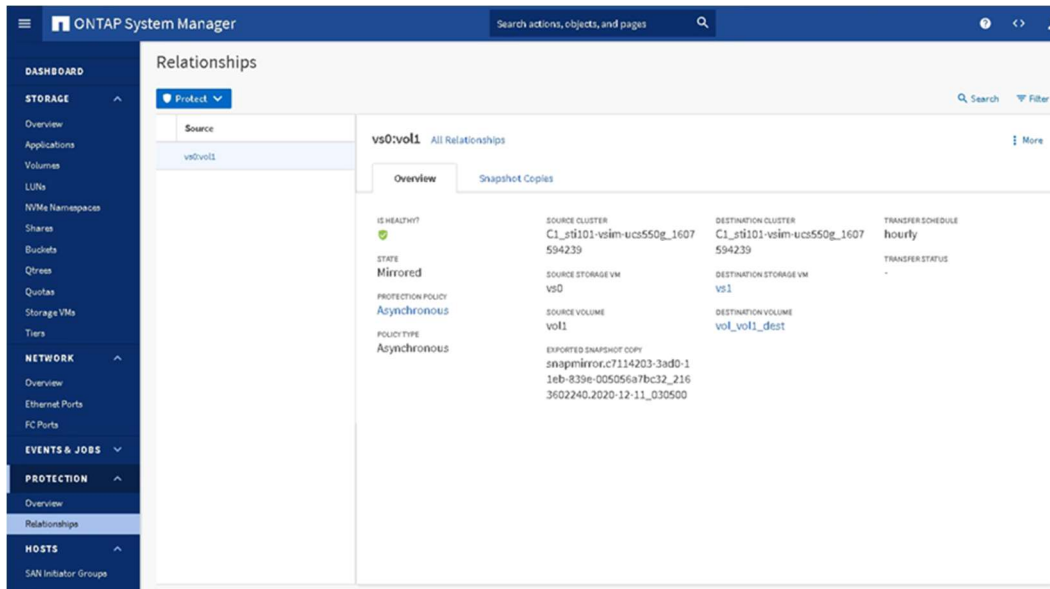 ONTAP System Manager
Search actions, objects, and pages
DASHBOARD
STORAGE
Overview
Applications
Volumes
LUNs
NVMe Namespaces
Shares
Buckets
Qtrees
Quotas
Storage VMs
Tiers
NETWORK
Overview
Ethernet Ports
FC Ports
EVENTS & JOBS
PROTECTION
Overview
Relationships
HOSTS
SAN Initiator Groups
Relationships
Protect
Search
Filter
Source
vs0:vol1
vs0:vol1 All Relationships
More
Overview
Snapshot Copies
IS HEALTHY?
STATE
Mirrored
PROTECTION POLICY
Asynchronous
POLICY TYPE
Asynchronous
SOURCE CLUSTER
C1_sti101-vsim-ucs550g_1607
594239
SOURCE STORAGE VM
vs0
SOURCE VOLUME
vol1
EXPORTED SNAPSHOT COPY
snapmirror.c7114203-3ad0-1
1eb-839e-005056a7bc32_216
3602240.2020-12-11_030500
DESTINATION CLUSTER
C1_sti101-vsim-ucs550g_1607
594239
DESTINATION STORAGE VM
vs1
DESTINATION VOLUME
vol_vol1_dest
TRANSFER SCHEDULE
hourly
TRANSFER STATUS
-